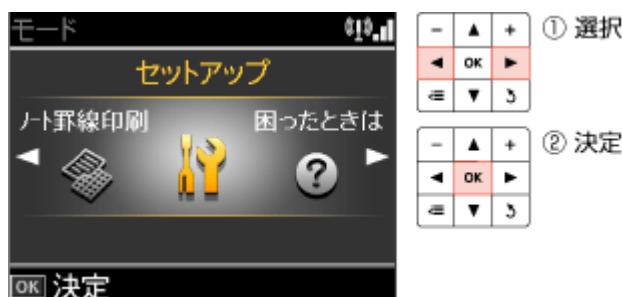 モード
セットアップ
ノート罫線印刷
困ったときは
?
OK 決定
- +
OK
① 選択
- +
OK
② 決定